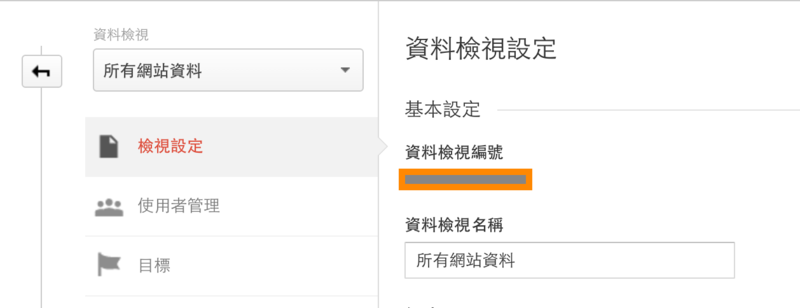 資料檢視
所有網站資料
檢視設定
使用者管理
目標
資料檢視設定
基本設定
資料檢視編號
資料檢視名稱
所有網站資料